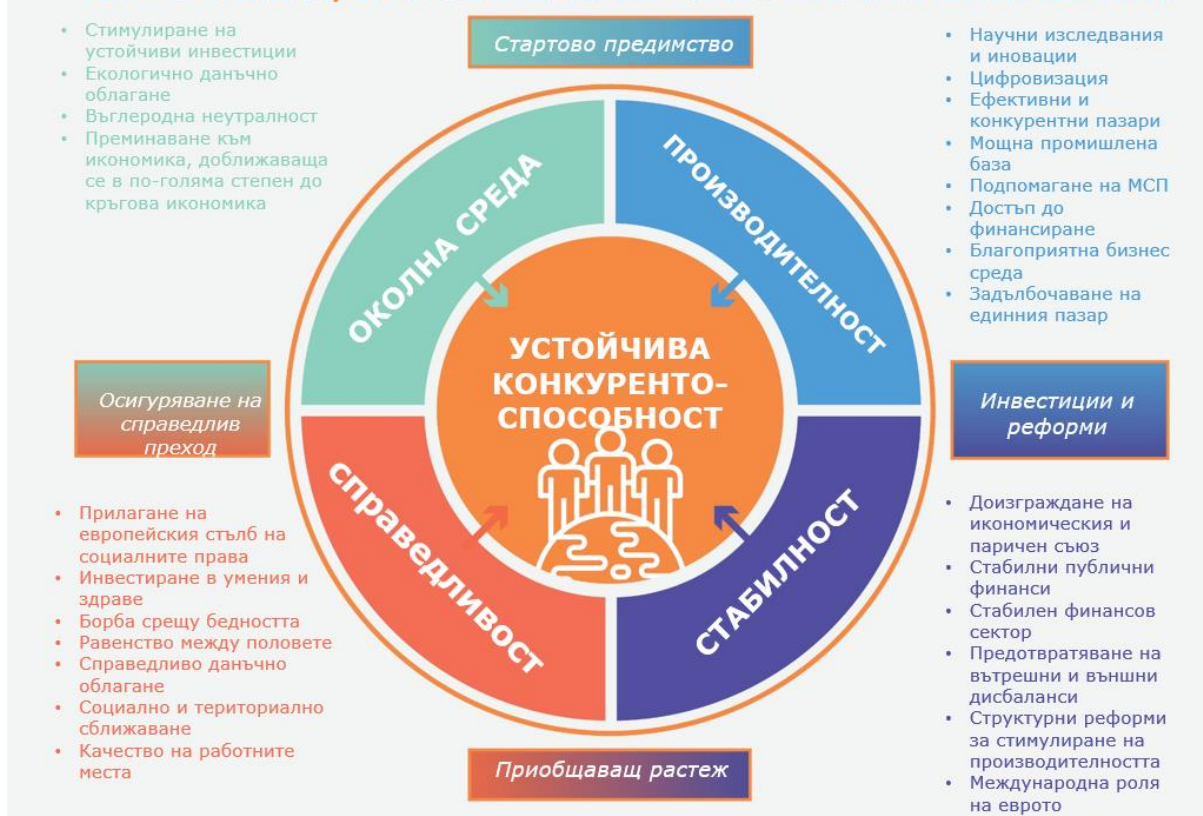 Стартово предимство
• Стимулиране на
устойчиви инвестиции
• Екологично данъчно
облагане
• Въглеродна неутралност
• Преминаване към
икономика, доближаваща
се в по-голяма степен до
кръгова икономика
• Научни изследвания
и иновации
• Цифровизация
• Ефективни и
конкурентни пазари
• Мощна промишлена
база
• Подпомагане на МСП
• Достъп до
финансиране
• Благоприятна бизнес
среда
• Задълбочаване на
единния пазар
ОКОЛНА СРЕДА
ПРОИЗВОДИТЕЛНОСТ
УСТОЙЧИВА
КОНКУРЕНТО-
СПОСОБНОСТ
Осигуряване на
справедлив
преход
Инвестиции и
реформи
СПРАВЕДЛИВОСТ
СТАБИЛНОСТ
• Прилагане на
европейския стълб на
социалните права
• Инвестиране в умения и
здраве
• Борба срещу бедността
• Равенство между половете
• Справедливо данъчно
облагане
• Социално и териториално
сближаване
• Качество на работните
места
• Доизграждане на
икономическия и
паричен съюз
• Стабилни публични
финанси
• Стабилен финансов
сектор
• Предотвратяване на
вътрешни и външни
дисбаланси
• Структурни реформи
за стимулиране на
производителността
• Международна роля
на еврото
Приобщаващ растеж